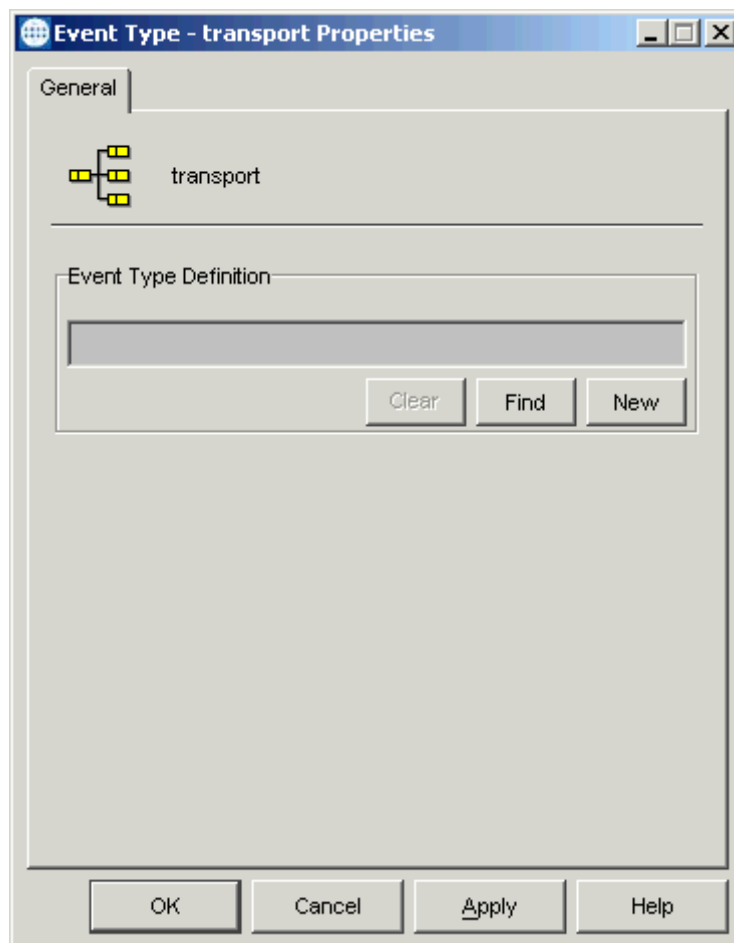 Event Type - transport Properties
General
transport
Event Type Definition
Clear Find New
OK Cancel Apply Help